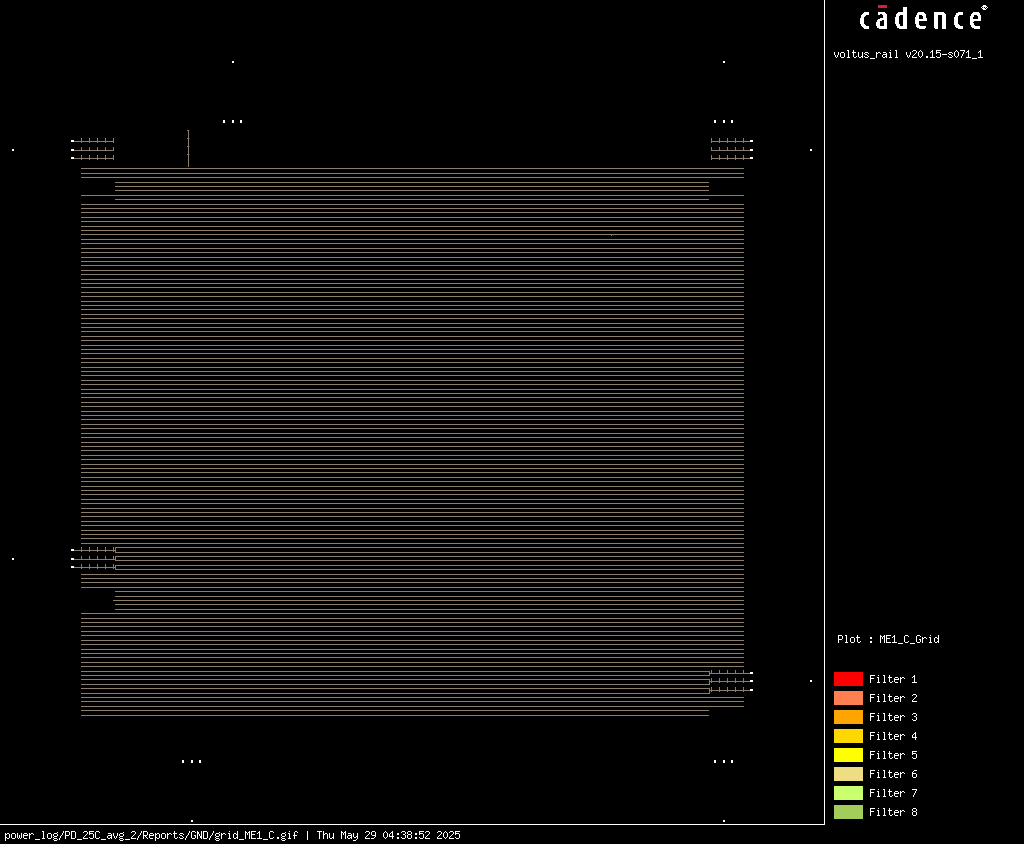 cādence®
voltus_rail v20.15-s071_1
Plot : ME1_C_Grid
Filter 1
Filter 2
Filter 3
Filter 4
Filter 5
Filter 6
Filter 7
Filter 8
power_log/PD_25C_avg_2/Reports/GND/grid_ME1_C.gif | Thu May 29 04:38:52 2025